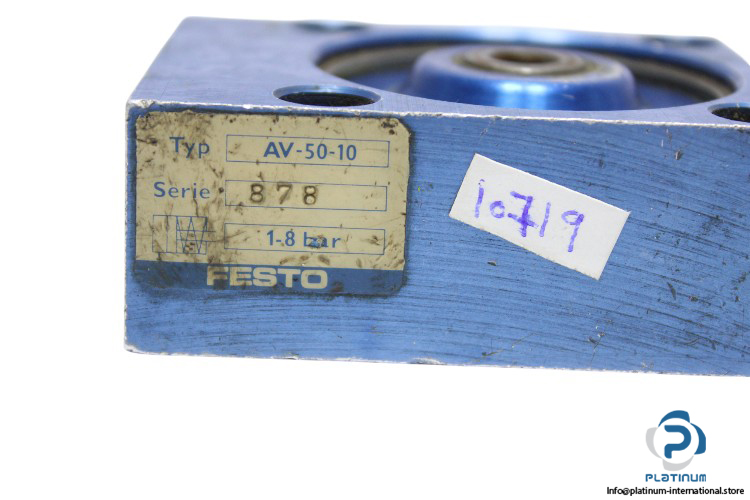 Typ AV-50-10
Serie 878
1-8 bar
FESTO
10719
PLATINUM
Info@platinum-international.store